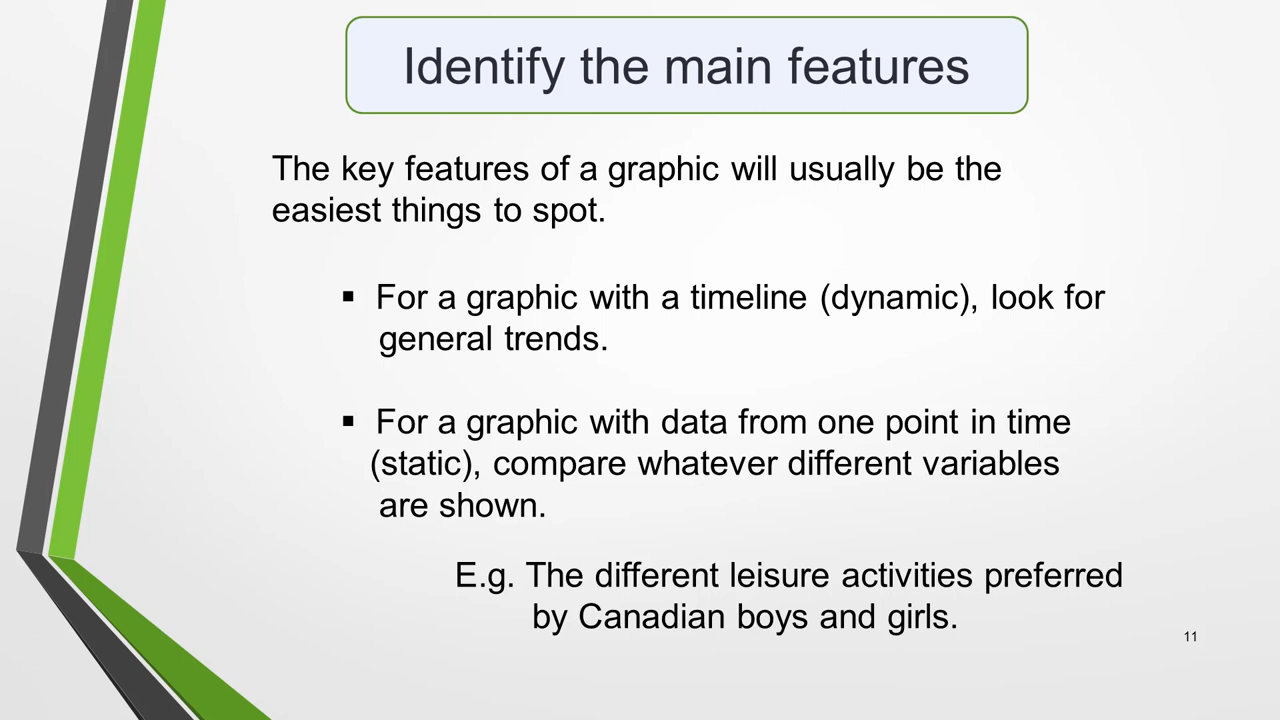 Identify the main features
The key features of a graphic will usually be the
easiest things to spot.
▪ For a graphic with a timeline (dynamic), look for
general trends.
▪ For a graphic with data from one point in time
(static), compare whatever different variables
are shown.
E.g. The different leisure activities preferred
by Canadian boys and girls.
11